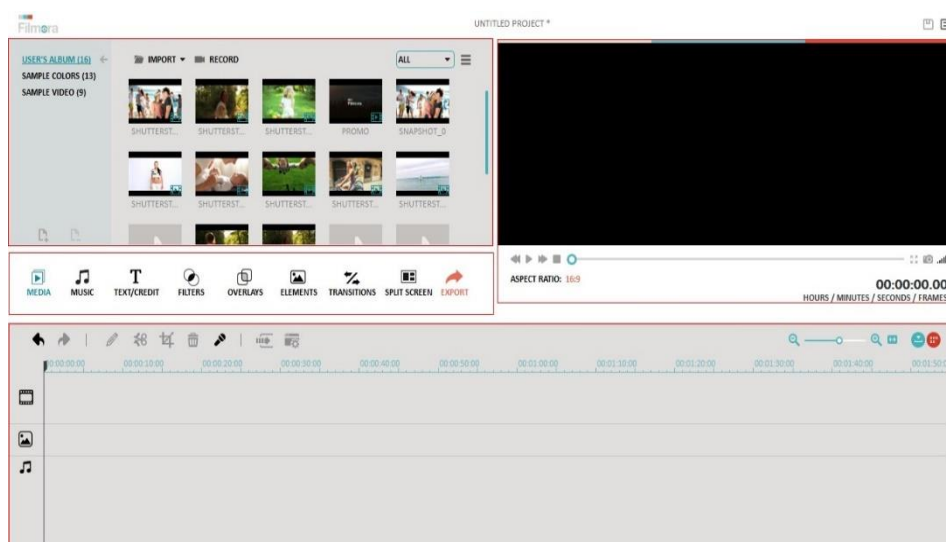 Filmora
UNTITLED PROJECT *
USER'S ALBUM (16)
SAMPLE COLORS (13)
SAMPLE VIDEO (9)
IMPORT
RECORD
ALL
SHUTTERST... SHUTTERST... SHUTTERST... PROMO SNAPSHOT_0
SHUTTERST... SHUTTERST... SHUTTERST... SHUTTERST... SHUTTERST...
MEDIA MUSIC TEXT/CREDIT FILTERS OVERLAYS ELEMENTS TRANSITIONS SPLIT SCREEN EXPORT
ASPECT RATIO: 16:9
00:00:00.00
HOURS / MINUTES / SECONDS / FRAMES
00:00:00:00 00:00:10:00 00:00:20:00 00:00:30:00 00:00:40:00 00:00:50:00 00:01:00:00 00:01:10:00 00:01:20:00 00:01:30:00 00:01:40:00 00:01:50:0